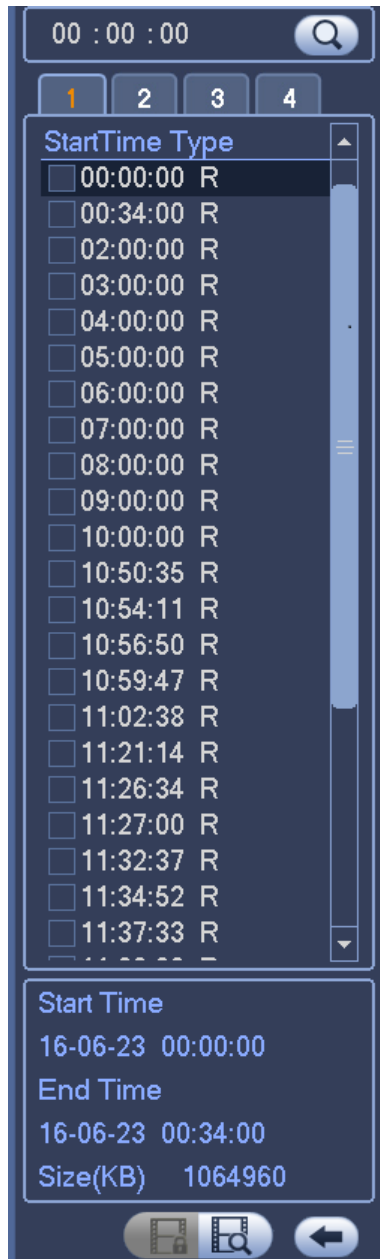 00 : 00 : 00
1 2 3 4
StartTime Type
00:00:00 R
00:34:00 R
02:00:00 R
03:00:00 R
04:00:00 R
05:00:00 R
06:00:00 R
07:00:00 R
08:00:00 R
09:00:00 R
10:00:00 R
10:50:35 R
10:54:11 R
10:56:50 R
10:59:47 R
11:02:38 R
11:21:14 R
11:26:34 R
11:27:00 R
11:32:37 R
11:34:52 R
11:37:33 R
Start Time
16-06-23 00:00:00
End Time
16-06-23 00:34:00
Size(KB) 1064960